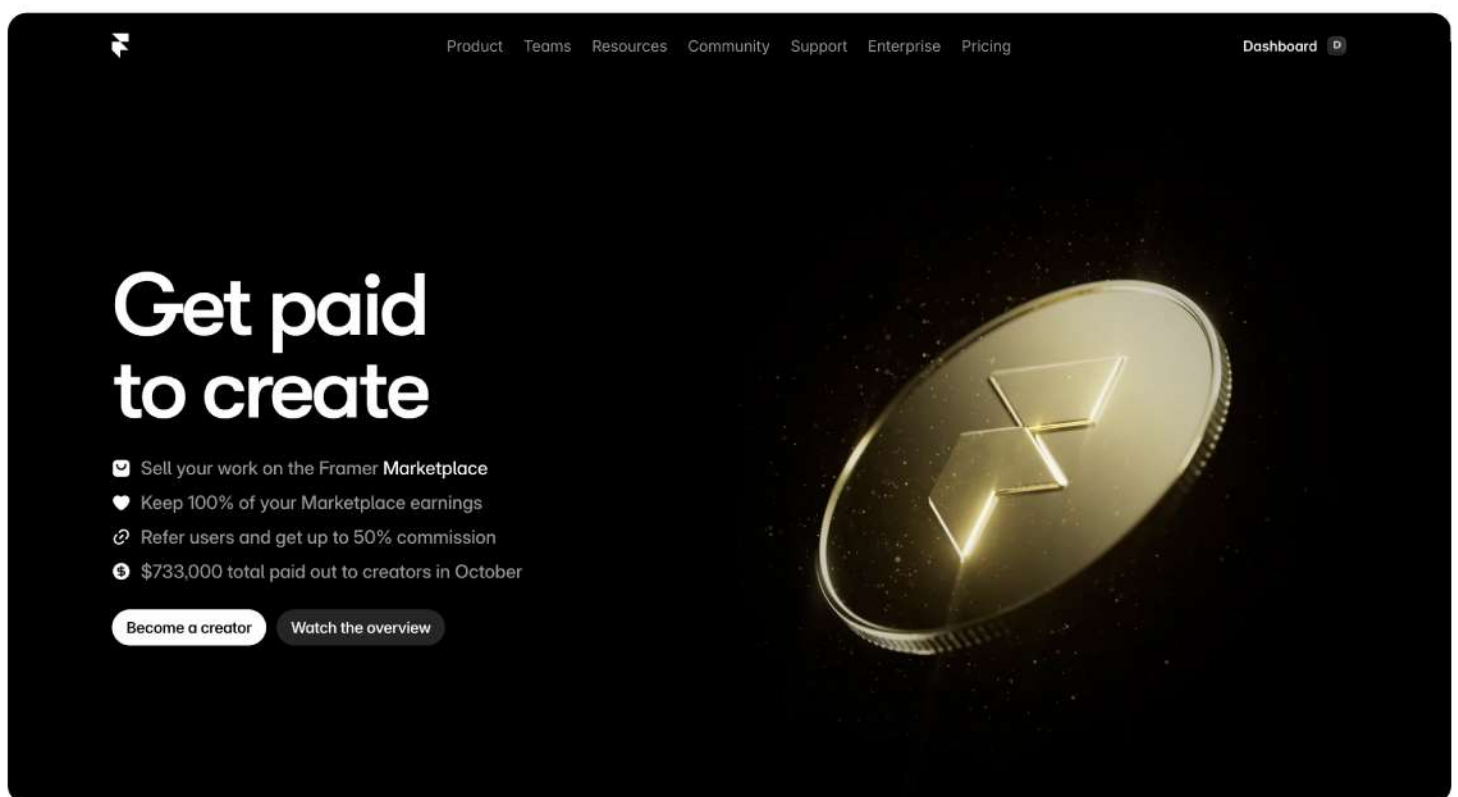 Product Teams Resources Community Support Enterprise Pricing Dashboard D
Get paid
to create
Sell your work on the Framer Marketplace
Keep 100% of your Marketplace earnings
Refer users and get up to 50% commission
$733,000 total paid out to creators in October
Become a creator Watch the overview